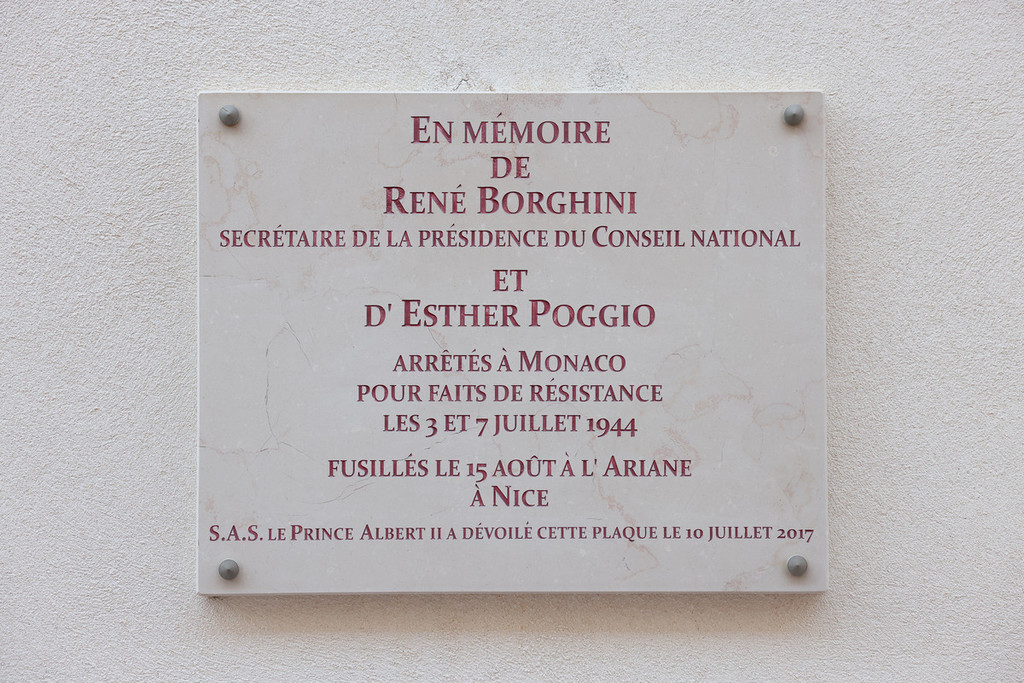 En mémoire
de
René Borghini
secrétaire de la présidence du Conseil national
et
d' Esther Poggio
arrêtés à Monaco
pour faits de résistance
les 3 et 7 juillet 1944
fusillés le 15 août à l' Ariane
à Nice
S.A.S. le Prince Albert II a dévoilé cette plaque le 10 juillet 2017